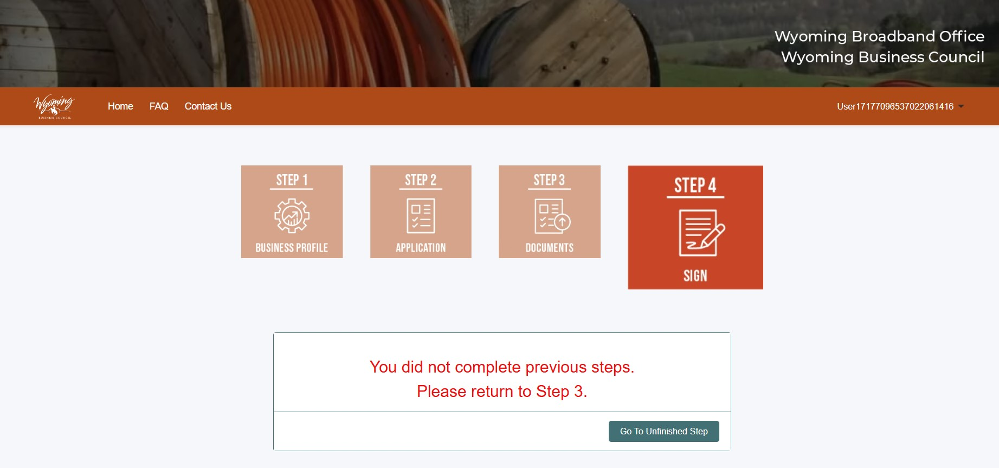 Wyoming Broadband Office
Wyoming Business Council
Wyoming
BUSINESS COUNCIL
Home FAQ Contact Us User17177096537022061416
STEP 1
BUSINESS PROFILE
STEP 2
APPLICATION
STEP 3
DOCUMENTS
STEP 4
SIGN
You did not complete previous steps.
Please return to Step 3.
Go To Unfinished Step